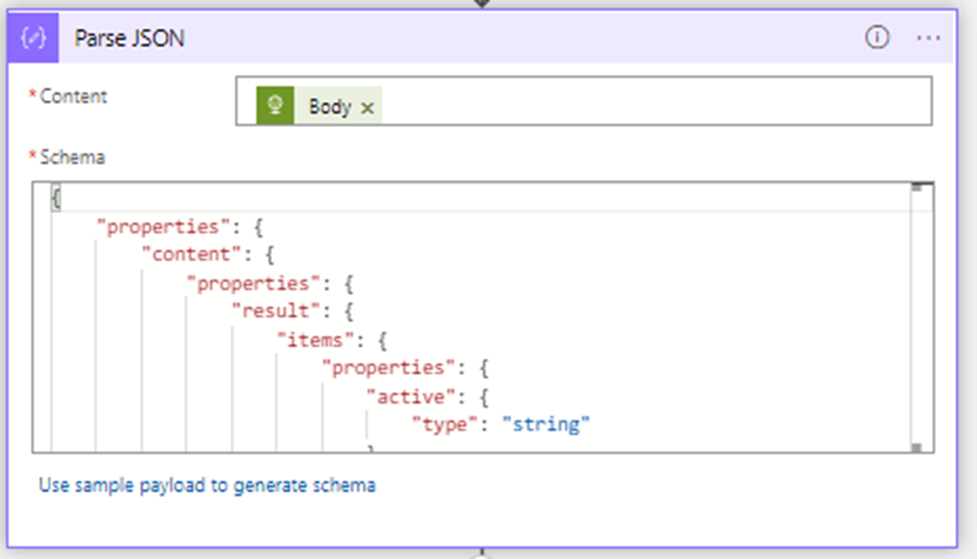 Parse JSON
*Content
Body ×
*Schema
{
"properties": {
"content": {
"properties": {
"result": {
"items": {
"properties": {
"active": {
"type": "string"
Use sample payload to generate schema